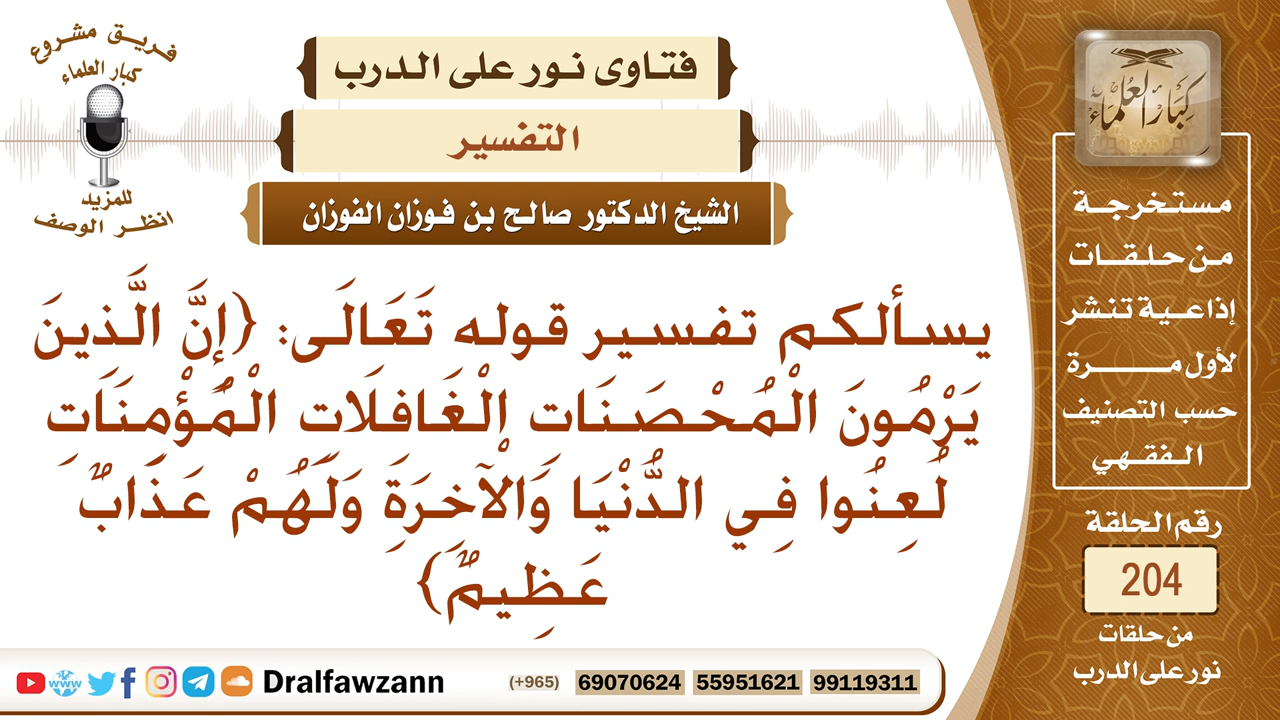 فريق مشروع
كبار العلماء
للمزيد
انظر الوصف
فتاوى نور على الدرب
التفسير
الشيخ الدكتور صالح بن فوزان الفوزان
يسألكم تفسير قوله تَعَالَى: {إِنَّ الَّذِينَ
يَرْمُونَ الْمُحْصَنَاتِ الْغَافِلَاتِ الْمُؤْمِنَاتِ
لُعِنُوا فِي الدُّنْيَا وَالْآخِرَةِ وَلَهُمْ عَذَابٌ
عَظِيمٌ}
كبار العلماء
مستخرجة
من حلقات
إذاعية تنشر
لأول مرة
حسب التصنيف
الفقهي
رقم الحلقة
204
من حلقات
نور على الدرب
www Dralfawzann (+965) 69070624 55951621 99119311